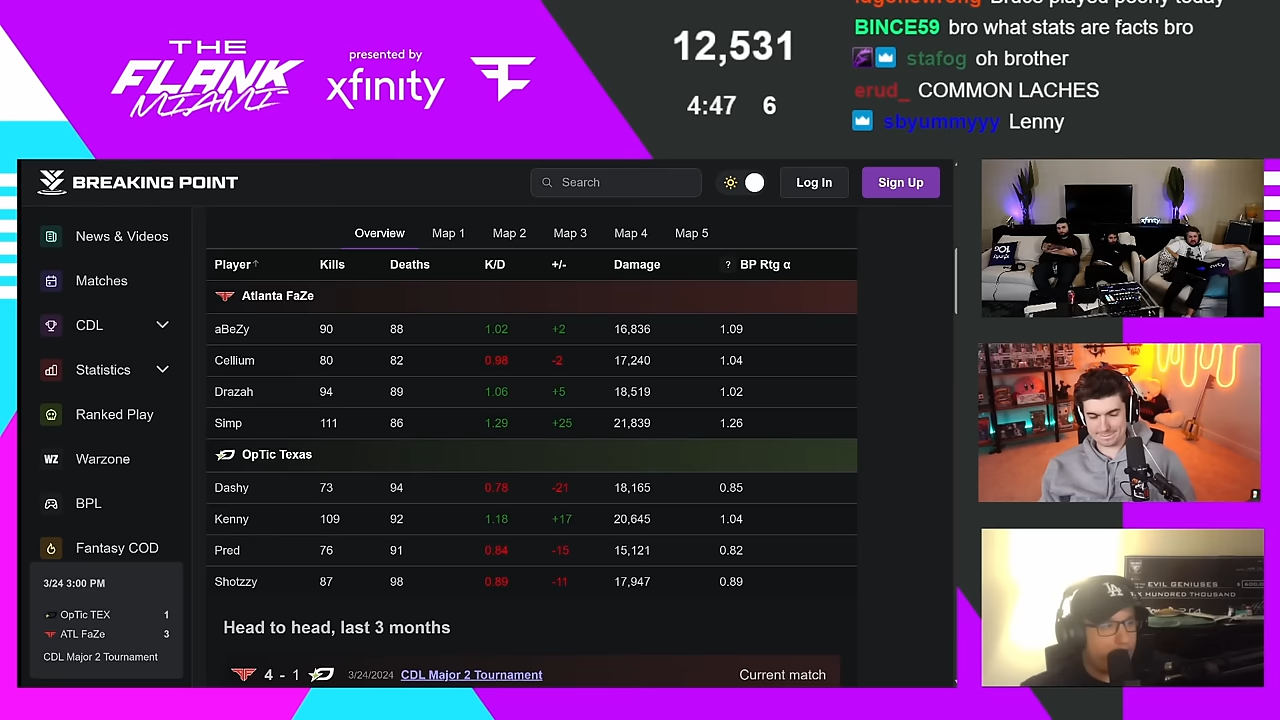 THE
FLANK
MIAMI
presented by
xfinity
12,531
4:47 6
BINCE59 bro what stats are facts bro
stafog oh brother
erud_ COMMON LACHES
sbyummyyy Lenny
BREAKING POINT
Search
Log In
Sign Up
News & Videos
Matches
CDL
Statistics
Ranked Play
WZ Warzone
BPL
Fantasy COD
3/24 3:00 PM
OpTic TEX 1
ATL FaZe 3
CDL Major 2 Tournament
Overview Map 1 Map 2 Map 3 Map 4 Map 5
Player↑ Kills Deaths K/D +/- Damage ? BP Rtg α
Atlanta FaZe
aBeZy 90 88 1.02 +2 16,836 1.09
Cellium 80 82 0.98 -2 17,240 1.04
Drazah 94 89 1.06 +5 18,519 1.02
Simp 111 86 1.29 +25 21,839 1.26
OpTic Texas
Dashy 73 94 0.78 -21 18,165 0.85
Kenny 109 92 1.18 +17 20,645 1.04
Pred 76 91 0.84 -15 15,121 0.82
Shotzzy 87 98 0.89 -11 17,947 0.89
Head to head, last 3 months
4 - 1 3/24/2024 CDL Major 2 Tournament Current match
xfinity
EVIL GENIUSES
HUNDRED THOUSAND
LA